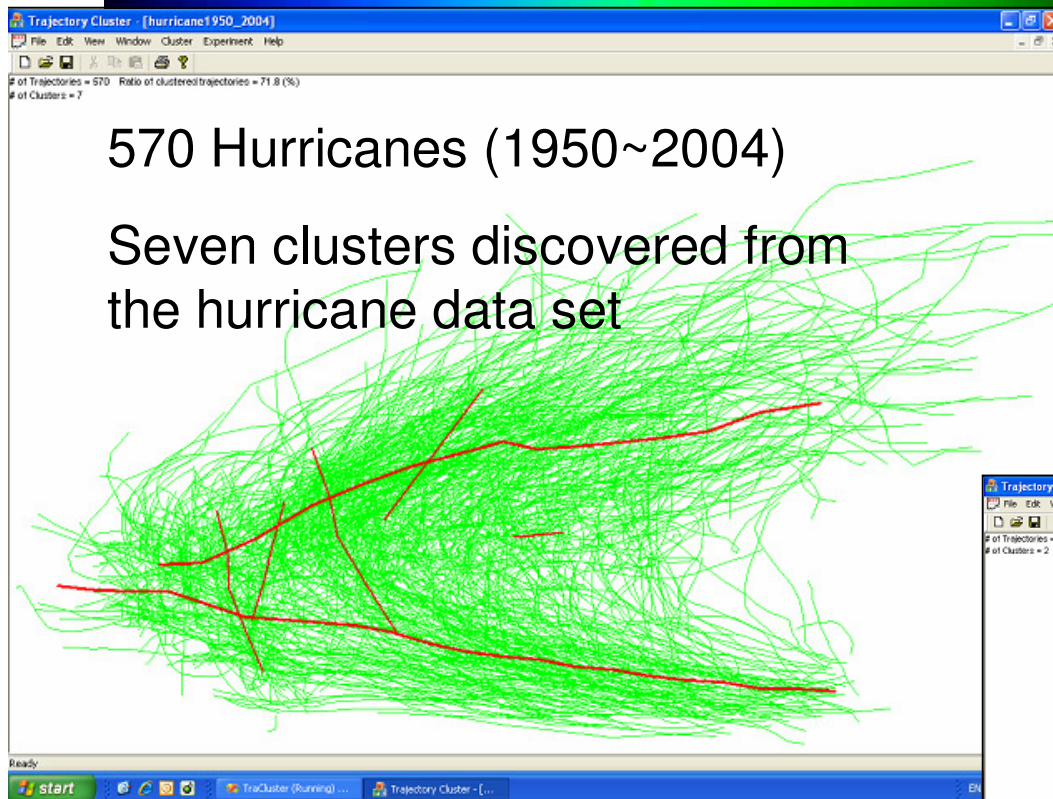 Trajectory Cluster - [hurricane1950_2004]
File Edit View Window Cluster Experiment Help
# of Trajectories = 570 Ratio of clustered trajectories = 71.8 (%)
# of Clusters = 7
570 Hurricanes (1950~2004)
Seven clusters discovered from
the hurricane data set
Trajectory
File Edit
# of Trajectories =
# of Clusters = 2
Ready
start
TraCluster (Running) ...
Trajectory Cluster - [...
EN